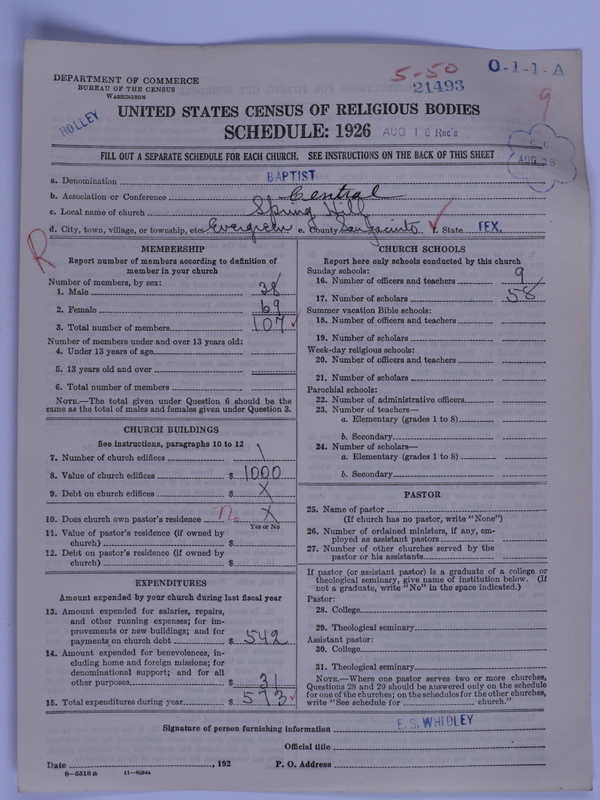 5-50
O-1-1-A
21493
9
DEPARTMENT OF COMMERCE
BUREAU OF THE CENSUS
WASHINGTON
HOLLEY
UNITED STATES CENSUS OF RELIGIOUS BODIES
SCHEDULE: 1926
AUG 18 Rec'd
AUG 28
FILL OUT A SEPARATE SCHEDULE FOR EACH CHURCH. SEE INSTRUCTIONS ON THE BACK OF THIS SHEET
a. Denomination BAPTIST
b. Association or Conference Central
c. Local name of church Spring Hill
d. City, town, village, or township, etc. Evergreen e. County San Jacinto f. State TEX.
R
MEMBERSHIP
Report number of members according to definition of
member in your church
Number of members, by sex:
1. Male 38
2. Female 69
3. Total number of members 107
Number of members under and over 13 years old:
4. Under 13 years of age
5. 13 years old and over
6. Total number of members
NOTE.—The total given under Question 6 should be
the same as the total of males and females given under Question 3.
CHURCH BUILDINGS
See instructions, paragraphs 10 to 12
7. Number of church edifices 1
8. Value of church edifices $ 1000
9. Debt on church edifices $ X
10. Does church own pastor's residence No X
Yes or No
11. Value of pastor's residence (if owned by
church) $
12. Debt on pastor's residence (if owned by
church) $
EXPENDITURES
Amount expended by your church during last fiscal year
13. Amount expended for salaries, repairs,
and other running expenses; for im-
provements or new buildings; and for
payments on church debt $ 542
14. Amount expended for benevolences, in-
cluding home and foreign missions; for
denominational support; and for all
other purposes $ 31
15. Total expenditures during year $ 573
CHURCH SCHOOLS
Report here only schools conducted by this church
Sunday schools:
16. Number of officers and teachers 9
17. Number of scholars 58
Summer vacation Bible schools:
18. Number of officers and teachers
19. Number of scholars
Week-day religious schools:
20. Number of officers and teachers
21. Number of scholars
Parochial schools:
22. Number of administrative officers
23. Number of teachers—
a. Elementary (grades 1 to 8)
b. Secondary
24. Number of scholars—
a. Elementary (grades 1 to 8)
b. Secondary
PASTOR
25. Name of pastor
(If church has no pastor, write "None")
26. Number of ordained ministers, if any, em-
ployed as assistant pastors
27. Number of other churches served by the
pastor or his assistants
If pastor (or assistant pastor) is a graduate of a college or
theological seminary, give name of institution below. (If
not a graduate, write "No" in the space indicated.)
Pastor:
28. College
29. Theological seminary
Assistant pastor:
30. College
31. Theological seminary
NOTE.—Where one pastor serves two or more churches,
Questions 28 and 29 should be answered only on the schedule
for one of the churches; on the schedules for the other churches,
write "See schedule for church."
Signature of person furnishing information E. S. WHIDLEY
Official title
Date , 192 P. O. Address
8-5518 a 11-9024a